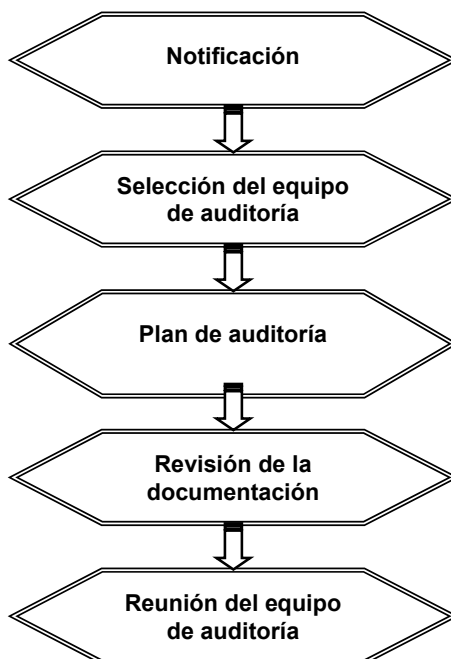 Notificación
Selección del equipo
de auditoría
Plan de auditoría
Revisión de la
documentación
Reunión del equipo
de auditoría